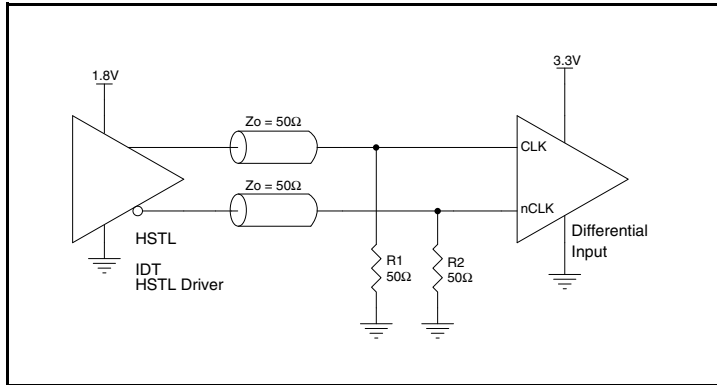 1.8V
3.3V
Zo = 50Ω
CLK
Zo = 50Ω
nCLK
HSTL
IDT
HSTL Driver
R1
50Ω
R2
50Ω
Differential
Input